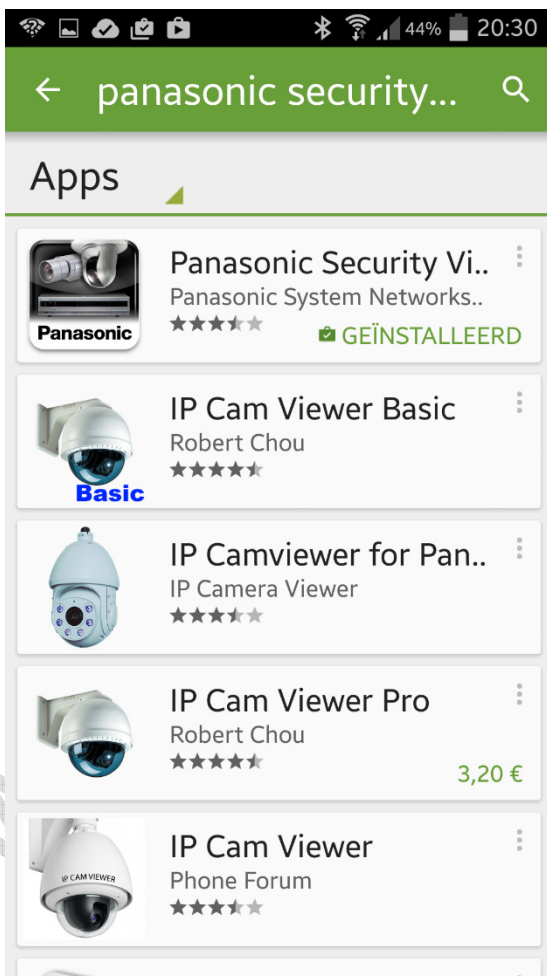 44% 20:30
panasonic security...
Apps
Panasonic
Panasonic Security Vi..
Panasonic System Networks..
GEÏNSTALLEERD
Basic
IP Cam Viewer Basic
Robert Chou
IP Camviewer for Pan..
IP Camera Viewer
IP Cam Viewer Pro
Robert Chou
3,20 €
IP CAM VIEWER
IP Cam Viewer
Phone Forum